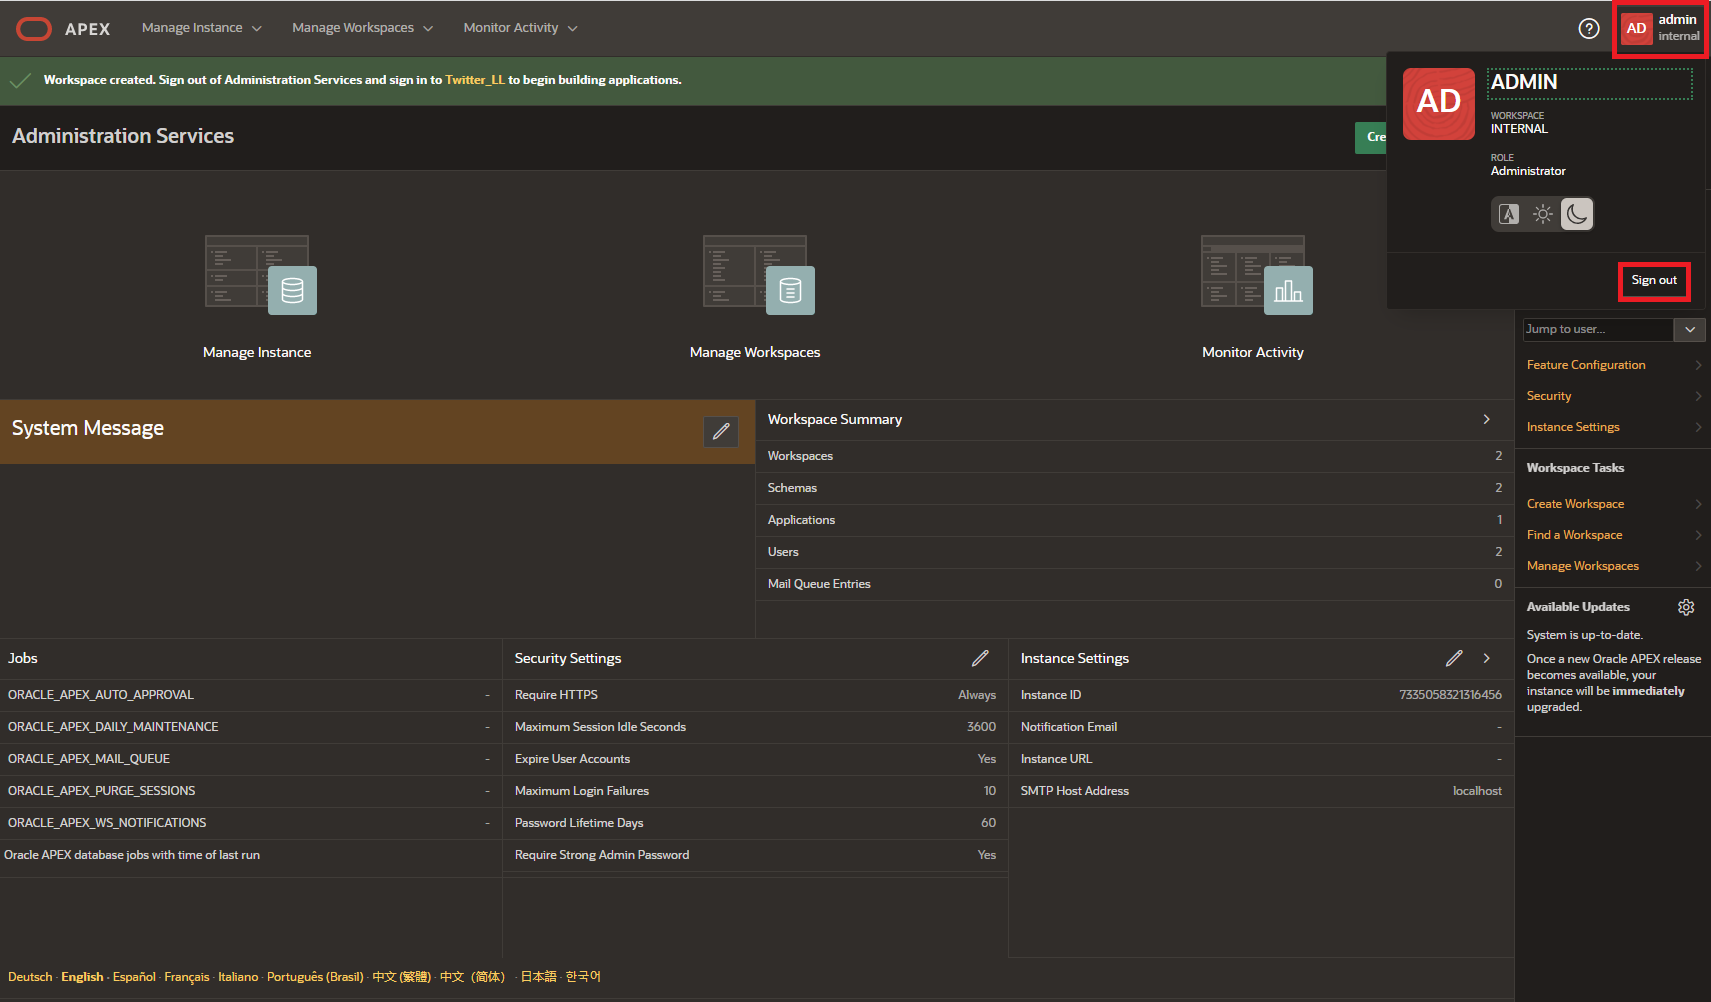 APEX
Manage Instance
Manage Workspaces
Monitor Activity
AD
admin
internal
Workspace created. Sign out of Administration Services and sign in to Twitter_LL to begin building applications.
AD
ADMIN
WORKSPACE
INTERNAL
ROLE
Administrator
Sign out
Administration Services
Cre
Manage Instance
Manage Workspaces
Monitor Activity
Jump to user...
Feature Configuration
Security
Instance Settings
Workspace Tasks
Create Workspace
Find a Workspace
Manage Workspaces
Available Updates
System is up-to-date.
Once a new Oracle APEX release
becomes available, your
instance will be immediately
upgraded.
System Message
Workspace Summary
Workspaces 2
Schemas 2
Applications 1
Users 2
Mail Queue Entries 0
Jobs
ORACLE_APEX_AUTO_APPROVAL -
ORACLE_APEX_DAILY_MAINTENANCE -
ORACLE_APEX_MAIL_QUEUE -
ORACLE_APEX_PURGE_SESSIONS -
ORACLE_APEX_WS_NOTIFICATIONS -
Oracle APEX database jobs with time of last run
Security Settings
Require HTTPS Always
Maximum Session Idle Seconds 3600
Expire User Accounts Yes
Maximum Login Failures 10
Password Lifetime Days 60
Require Strong Admin Password Yes
Instance Settings
Instance ID 7335058321316456
Notification Email -
Instance URL -
SMTP Host Address localhost
Deutsch · English · Español · Français · Italiano · Português (Brasil) · 中文 (繁體) · 中文（简体） · 日本語 · 한국어